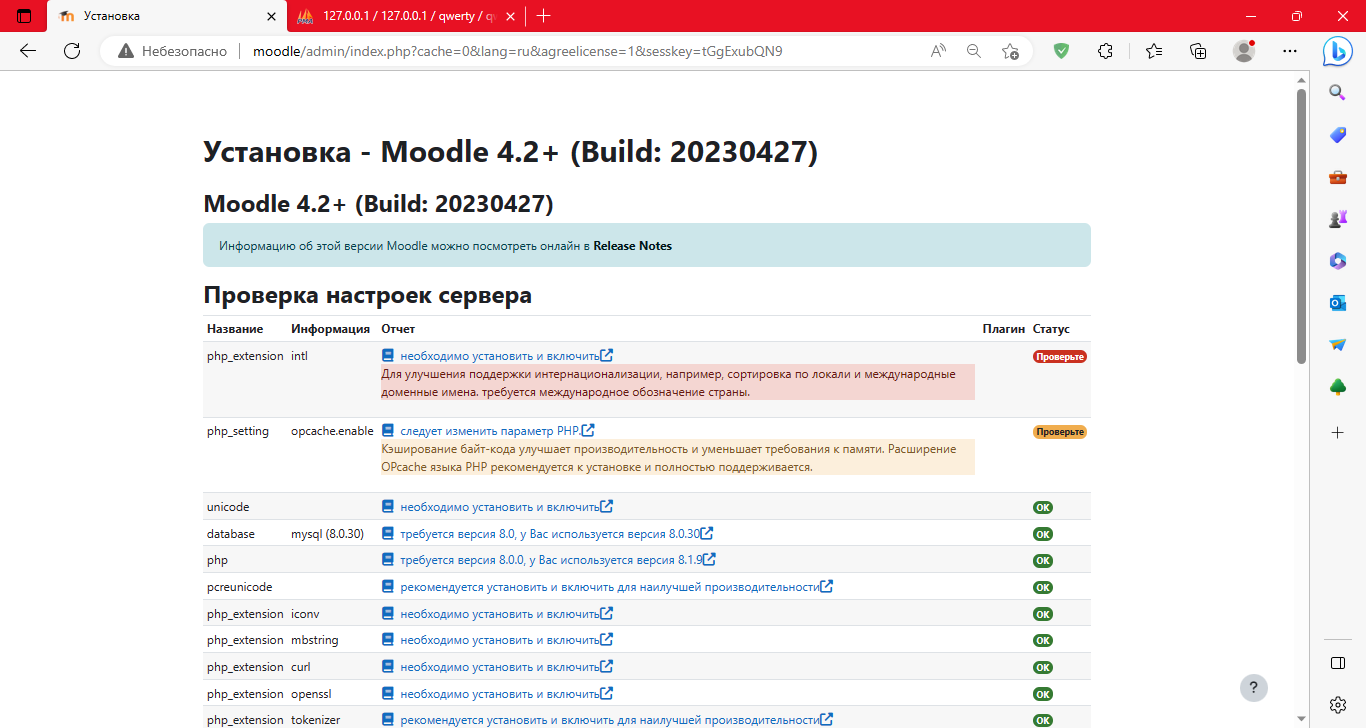 Установка
127.0.0.1 / 127.0.0.1 / qwerty / q
Небезопасно
moodle/admin/index.php?cache=0&lang=ru&agreelicense=1&sesskey=tGgExubQN9
Установка - Moodle 4.2+ (Build: 20230427)
Moodle 4.2+ (Build: 20230427)
Информацию об этой версии Moodle можно посмотреть онлайн в Release Notes
Проверка настроек сервера
Название Информация Отчет Плагин Статус
php_extension intl необходимо установить и включить Проверьте
Для улучшения поддержки интернационализации, например, сортировка по локали и международные
доменные имена. требуется международное обозначение страны.
php_setting opcache.enable следует изменить параметр PHP. Проверьте
Кэширование байт-кода улучшает производительность и уменьшает требования к памяти. Расширение
OPcache языка PHP рекомендуется к установке и полностью поддерживается.
unicode необходимо установить и включить OK
database mysql (8.0.30) требуется версия 8.0, у Вас используется версия 8.0.30 OK
php требуется версия 8.0.0, у Вас используется версия 8.1.9 OK
pcreunicode рекомендуется установить и включить для наилучшей производительности OK
php_extension iconv необходимо установить и включить OK
php_extension mbstring необходимо установить и включить OK
php_extension curl необходимо установить и включить OK
php_extension openssl необходимо установить и включить OK
php_extension tokenizer рекомендуется установить и включить для наилучшей производительности OK
?